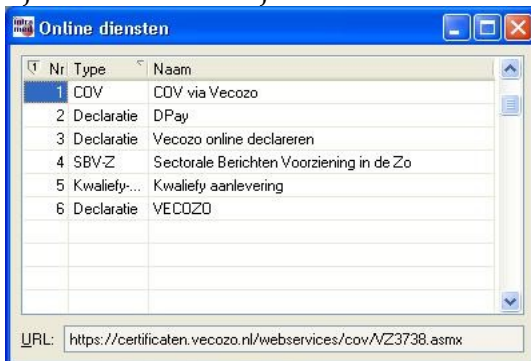 Online diensten
Nr Type Naam
1 COV COV via Vecozo
2 Declaratie DPay
3 Declaratie Vecozo online declareren
4 SBV-Z Sectorale Berichten Voorziening in de Zo
5 Kwaliefy-... Kwaliefy aanlevering
6 Declaratie VECOZO
URL: https://certificaten.vecozo.nl/webservices/cov/VZ3738.asmx